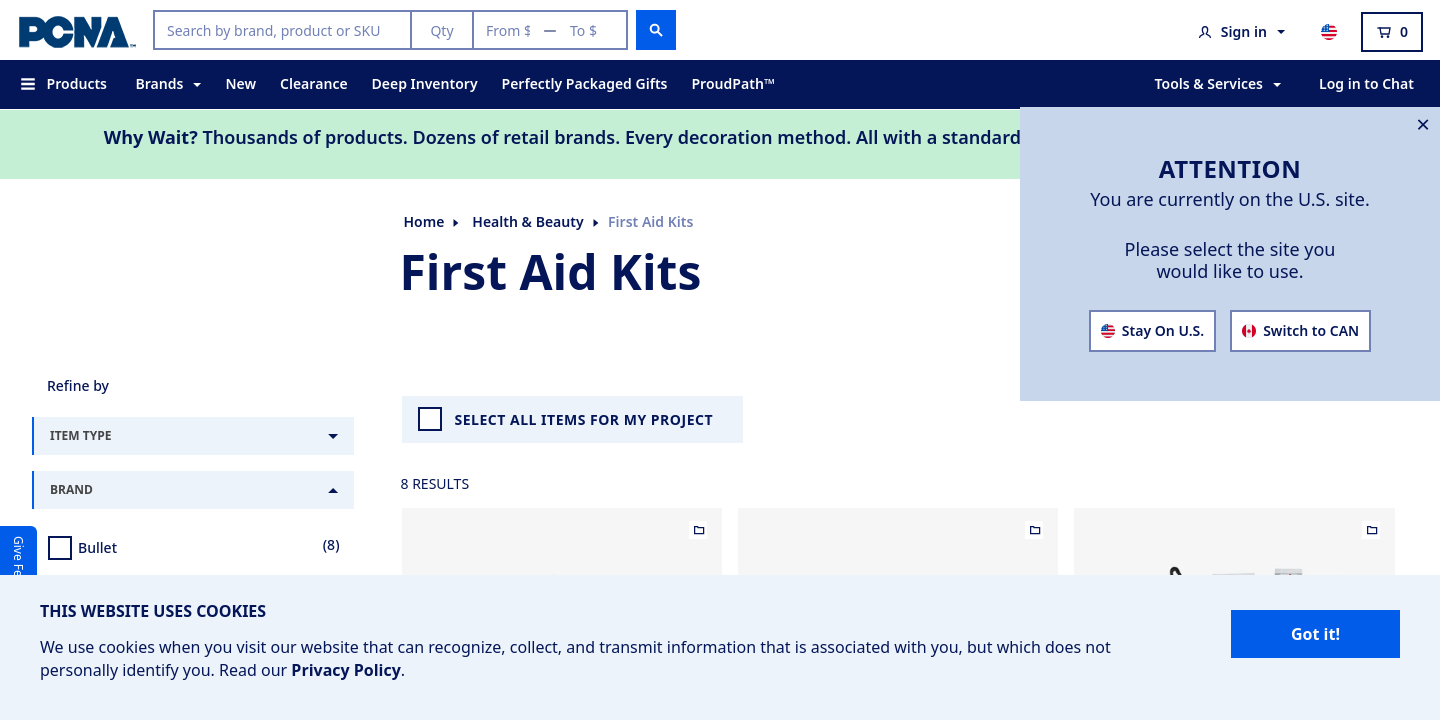 PCNA™
Search by brand, product or SKU
Qty
From $ — To $
Sign in
0
Products
Brands
New
Clearance
Deep Inventory
Perfectly Packaged Gifts
ProudPath™
Tools & Services
Log in to Chat
Why Wait? Thousands of products. Dozens of retail brands. Every decoration method. All with a standard
×
ATTENTION
You are currently on the U.S. site.
Please select the site you
would like to use.
Stay On U.S.
Switch to CAN
Home
Health & Beauty
First Aid Kits
First Aid Kits
Refine by
ITEM TYPE
BRAND
Bullet
(8)
SELECT ALL ITEMS FOR MY PROJECT
8 RESULTS
Give
THIS WEBSITE USES COOKIES
We use cookies when you visit our website that can recognize, collect, and transmit information that is associated with you, but which does not
personally identify you. Read our Privacy Policy.
Got it!